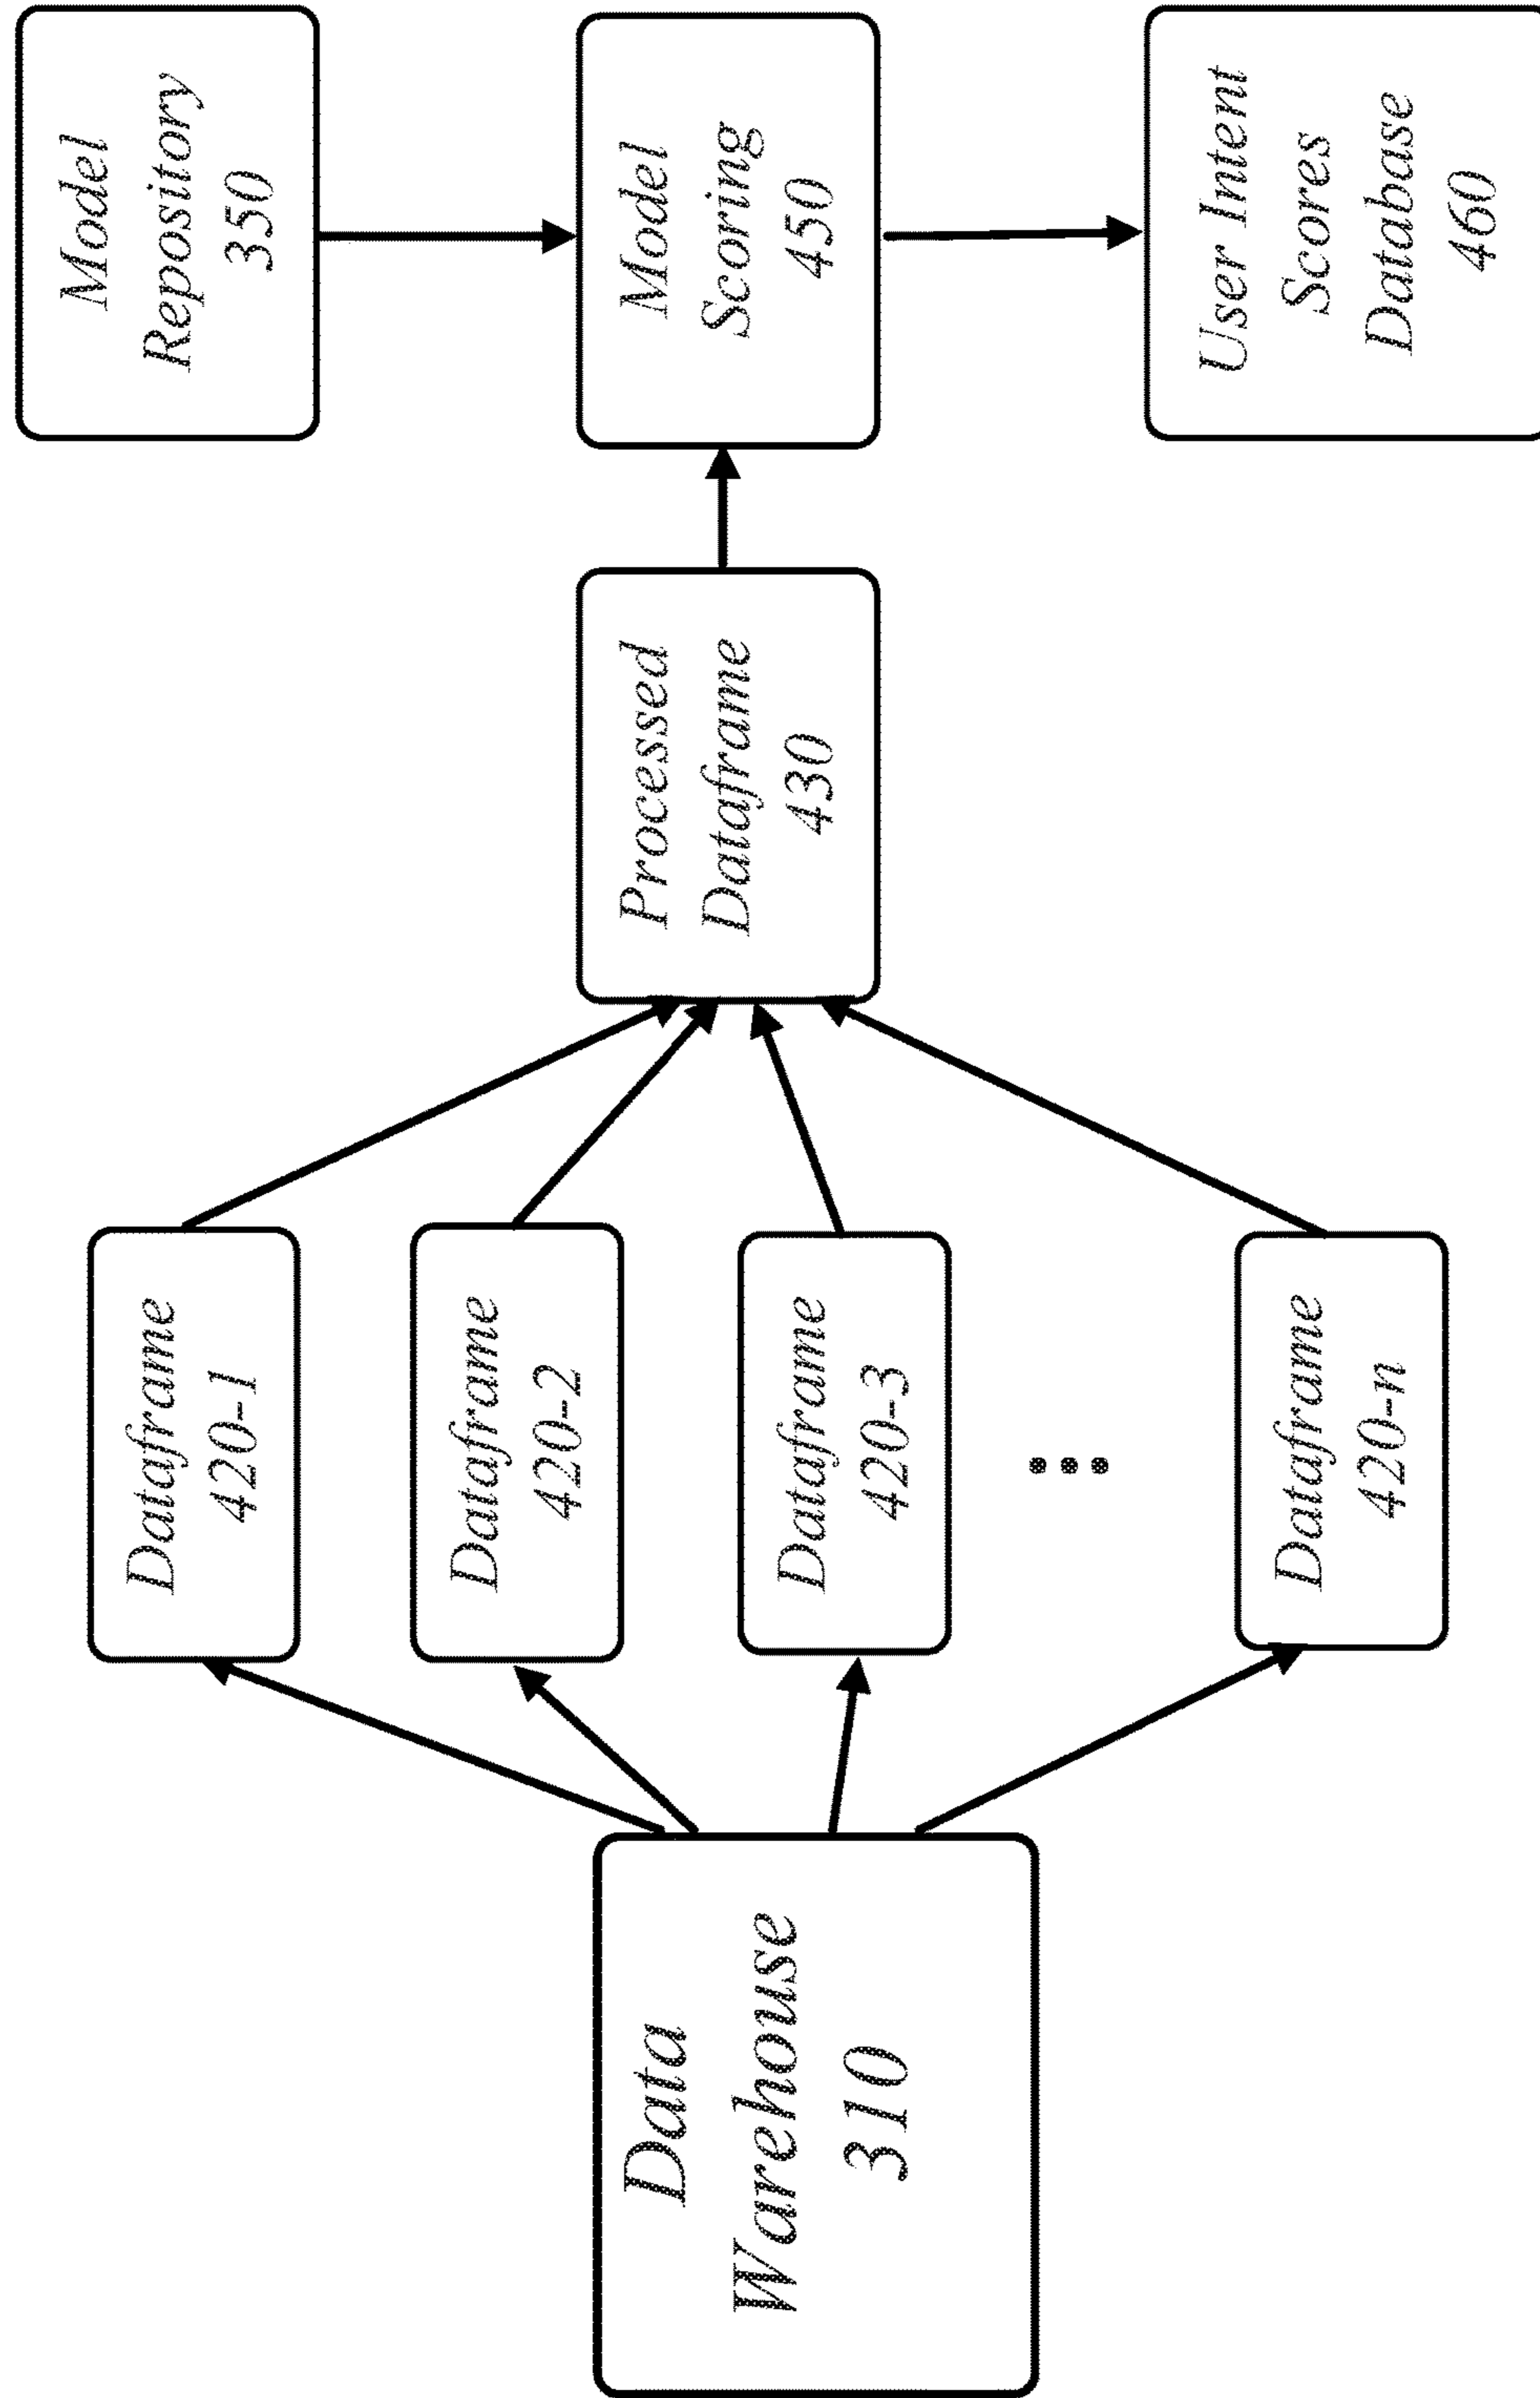 Data
Warehouse
310
Dataframe
420-1
Dataframe
420-2
Dataframe
420-3
Dataframe
420-n
Processed
Dataframe
430
Model
Repository
350
Model
Scoring
450
User Intent
Scores
Database
460